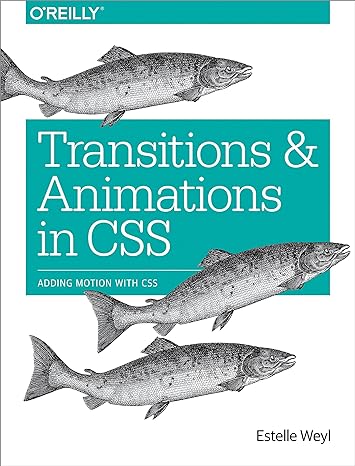 O'REILLY®
Transitions &
Animations
in CSS
ADDING MOTION WITH CSS
Estelle Weyl